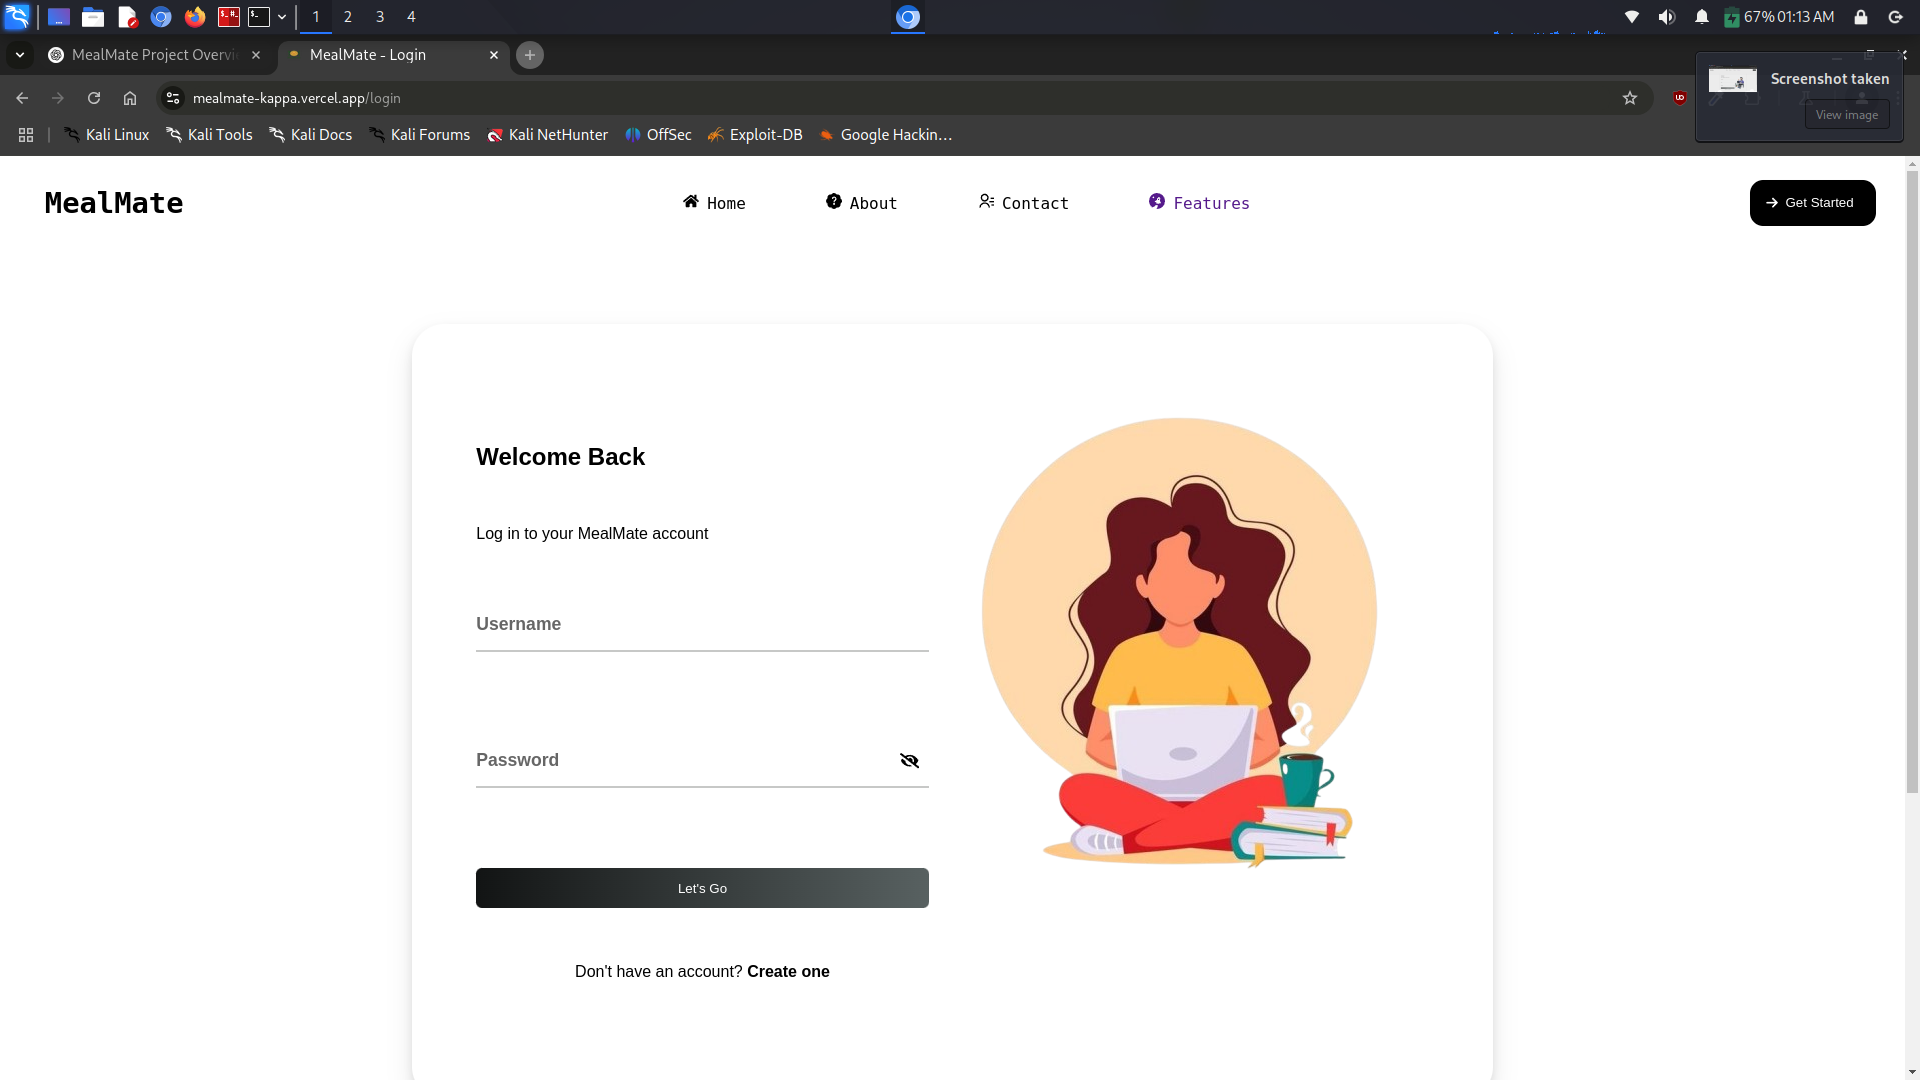 1 2 3 4 67% 01:13 AM
MealMate Project Overvi
MealMate - Login
mealmate-kappa.vercel.app/login
Screenshot taken
View image
Kali Linux Kali Tools Kali Docs Kali Forums Kali NetHunter OffSec Exploit-DB Google Hackin…
MealMate Home About Contact Features Get Started
Welcome Back
Log in to your MealMate account
Username
Password
Let's Go
Don't have an account? Create one